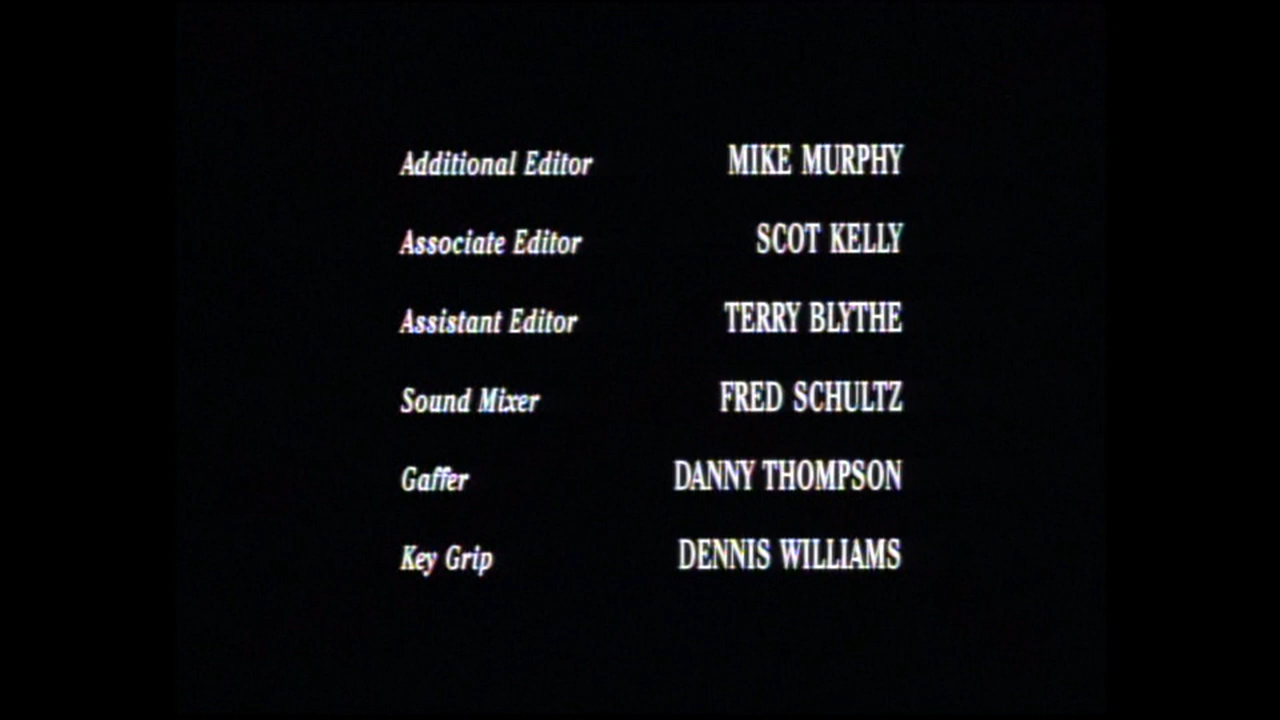 Additional Editor MIKE MURPHY
Associate Editor SCOT KELLY
Assistant Editor TERRY BLYTHE
Sound Mixer FRED SCHULTZ
Gaffer DANNY THOMPSON
Key Grip DENNIS WILLIAMS